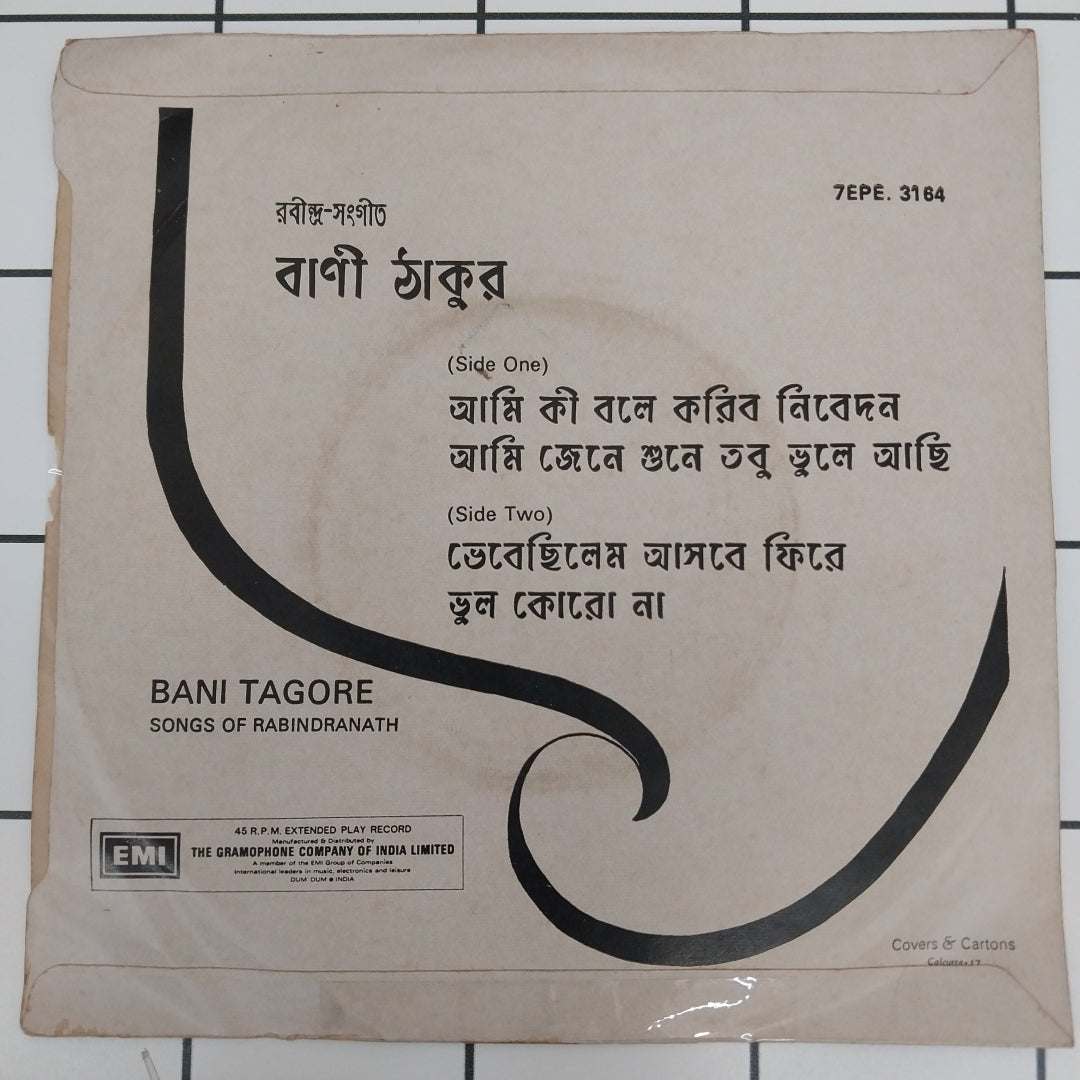 7EPE. 3164
রবীন্দ্র-সংগীত
বাণী ঠাকুর
(Side One)
আমি কী বলে করিব নিবেদন
আমি জেনে শুনে তবু ভুলে আছি
(Side Two)
ভেবেছিলেম আসবে ফিরে
ভুল কোরো না
BANI TAGORE
SONGS OF RABINDRANATH
EMI
45 R.P.M. EXTENDED PLAY RECORD
Manufactured & Distributed by
THE GRAMOPHONE COMPANY OF INDIA LIMITED
A member of the EMI Group of Companies
International leaders in music, electronics and leisure
DUM DUM ● INDIA
Covers & Cartons
Calcutta-17